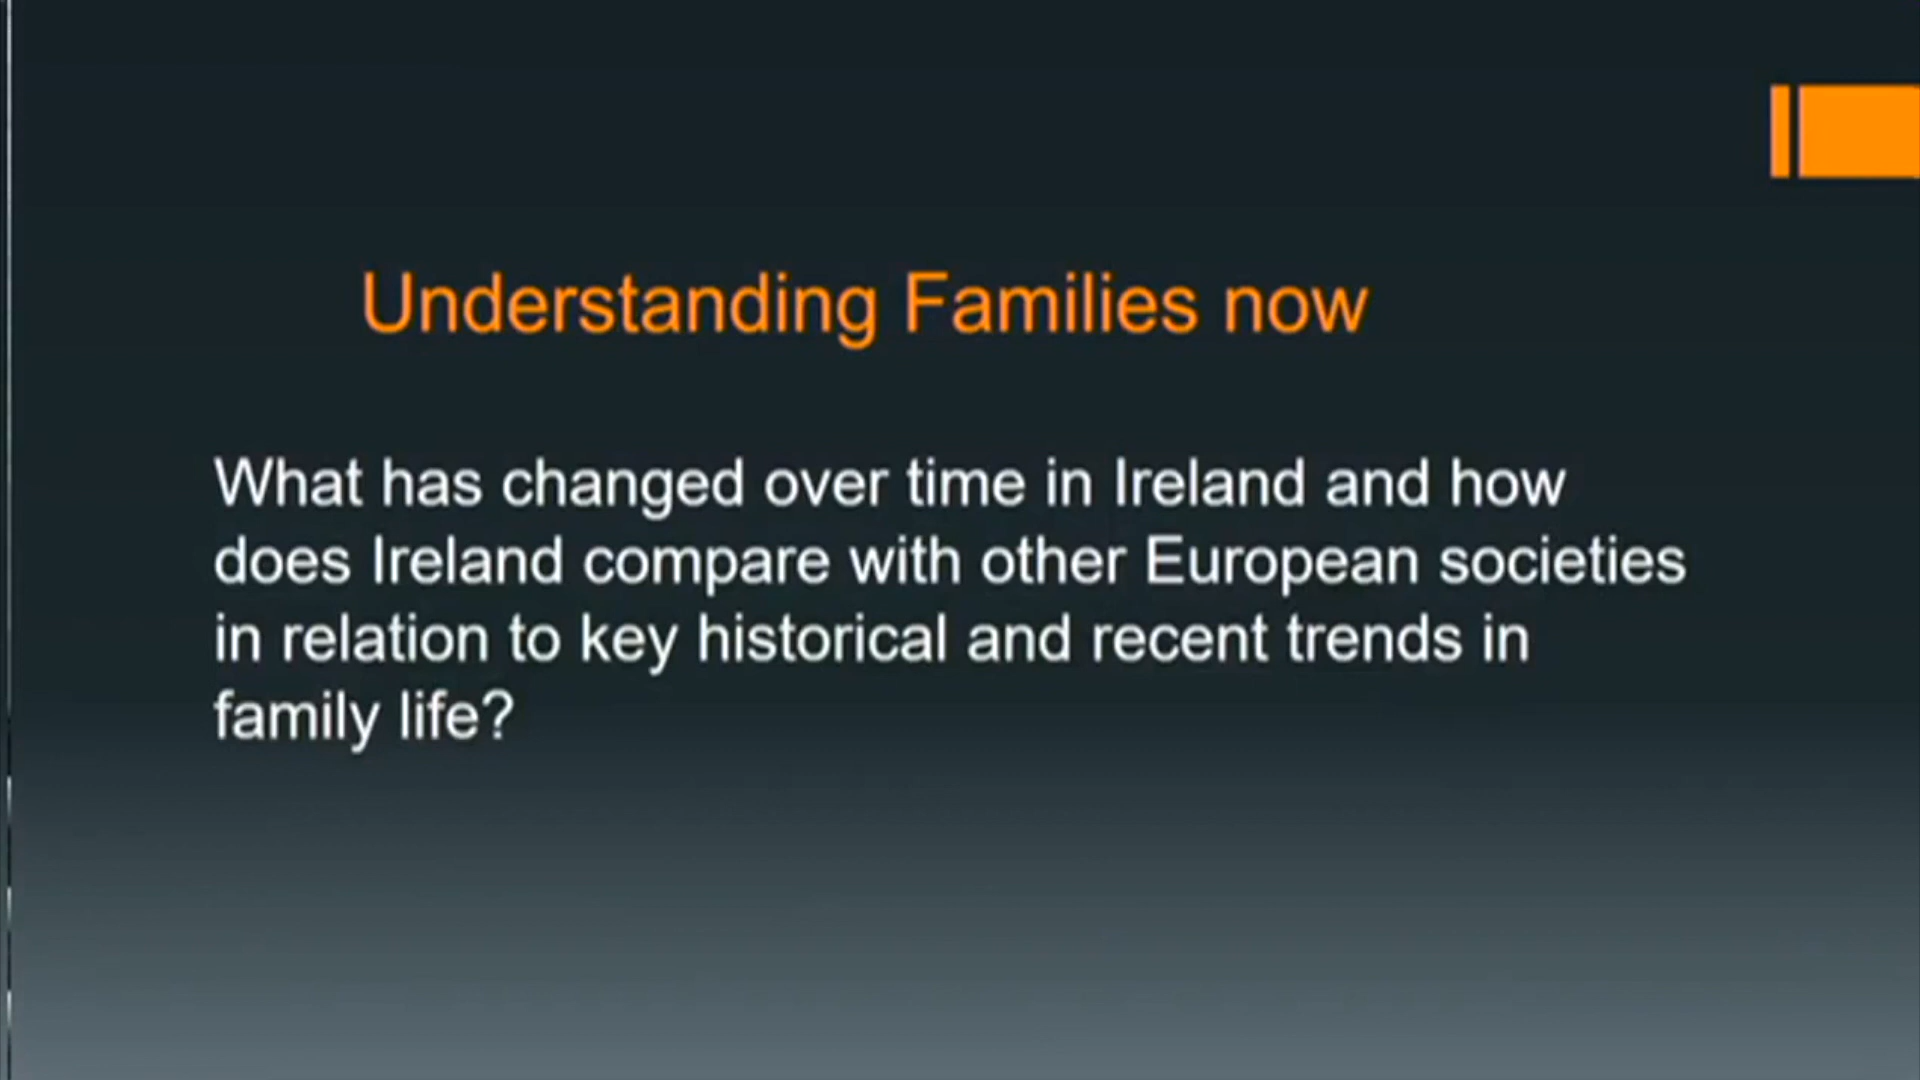 Understanding Families now
What has changed over time in Ireland and how
does Ireland compare with other European societies
in relation to key historical and recent trends in
family life?